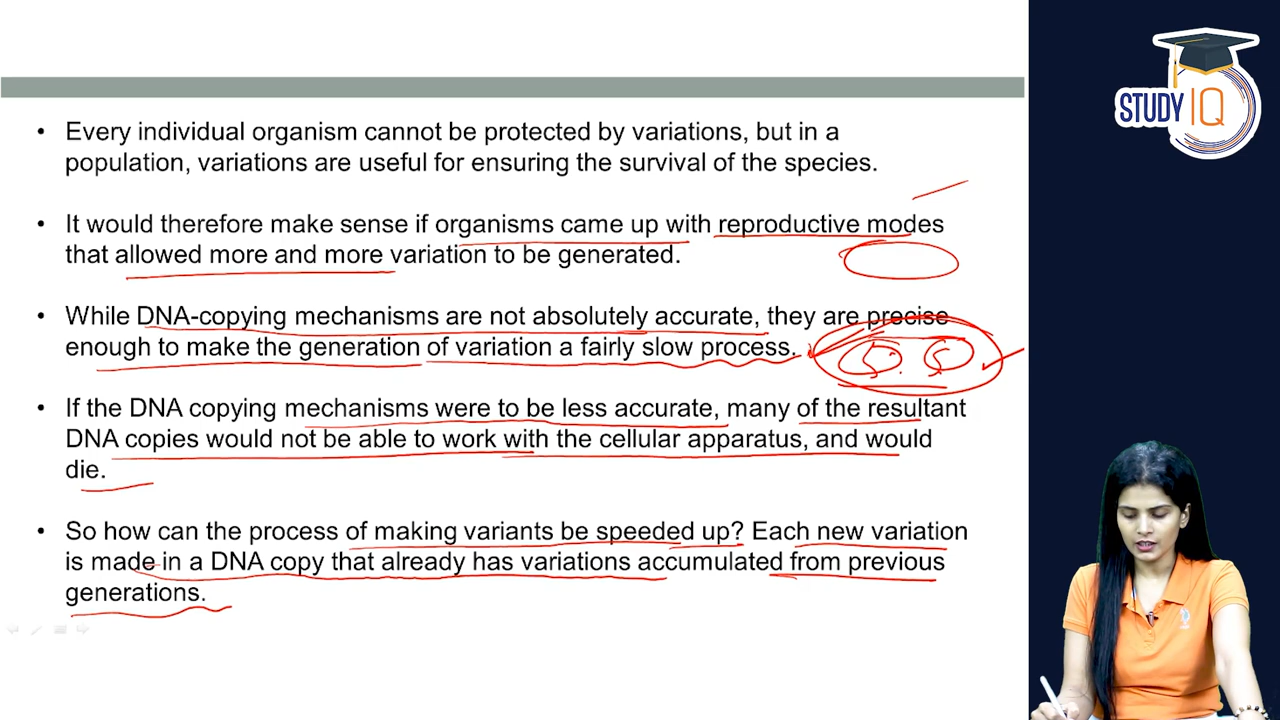 • Every individual organism cannot be protected by variations, but in a
population, variations are useful for ensuring the survival of the species.
• It would therefore make sense if organisms came up with reproductive modes
that allowed more and more variation to be generated.
• While DNA-copying mechanisms are not absolutely accurate, they are precise
enough to make the generation of variation a fairly slow process.
• If the DNA copying mechanisms were to be less accurate, many of the resultant
DNA copies would not be able to work with the cellular apparatus, and would
die.
• So how can the process of making variants be speeded up? Each new variation
is made in a DNA copy that already has variations accumulated from previous
generations.
STUDY IQ